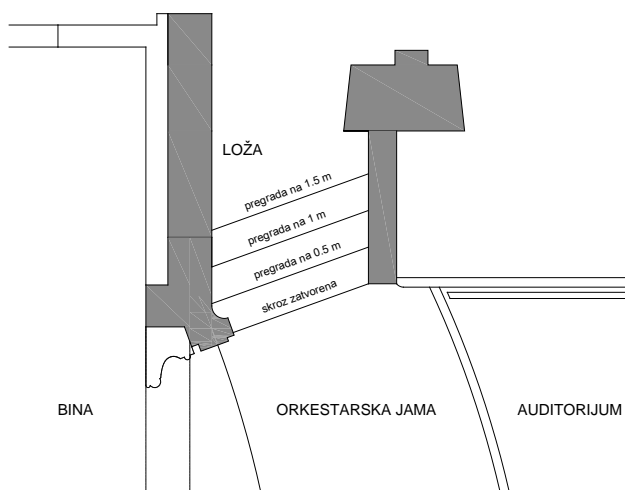 LOŽA
pregrada na 1.5 m
pregrada na 1 m
pregrada na 0.5 m
skroz zatvorena
BINA
ORKESTARSKA JAMA
AUDITORIJUM